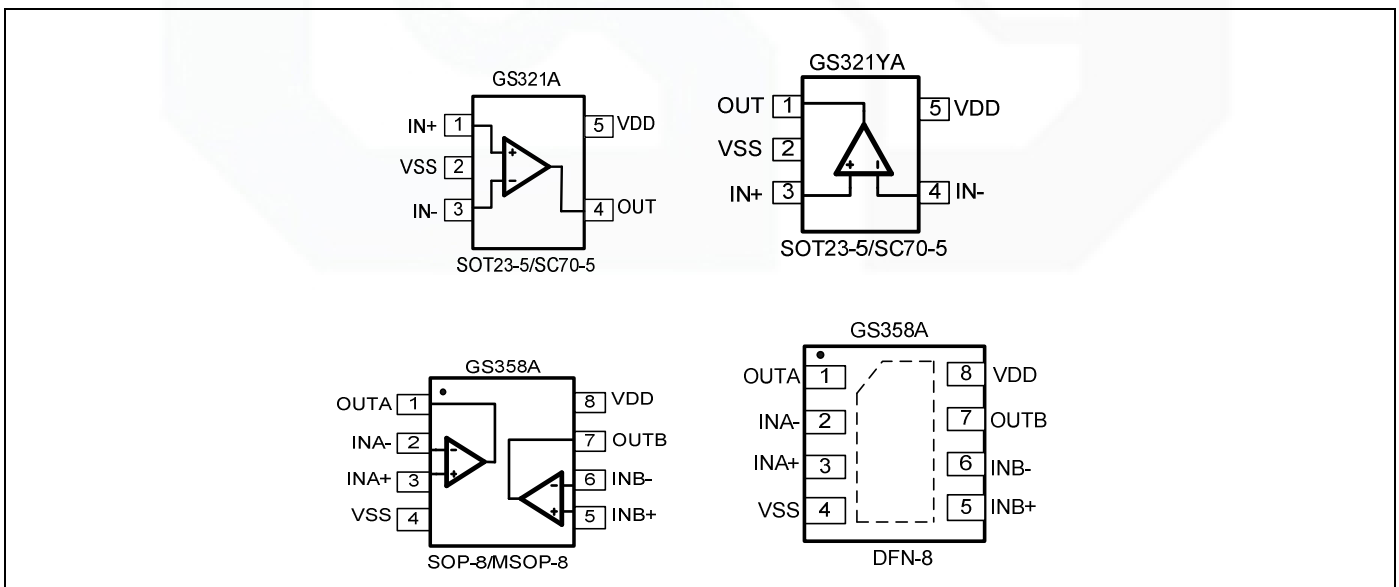 GS321A
IN+ 1 5 VDD
+
VSS 2
-
IN- 3 4 OUT
SOT23-5/SC70-5
GS321YA
OUT 1 5 VDD
VSS 2
+ -
IN+ 3 4 IN-
SOT23-5/SC70-5
GS358A
OUTA 1 8 VDD
7 OUTB
INA- 2 -
INA+ 3 + - 6 INB-
VSS 4 + 5 INB+
SOP-8/MSOP-8
GS358A
OUTA 1 8 VDD
INA- 2 7 OUTB
INA+ 3 6 INB-
VSS 4 5 INB+
DFN-8